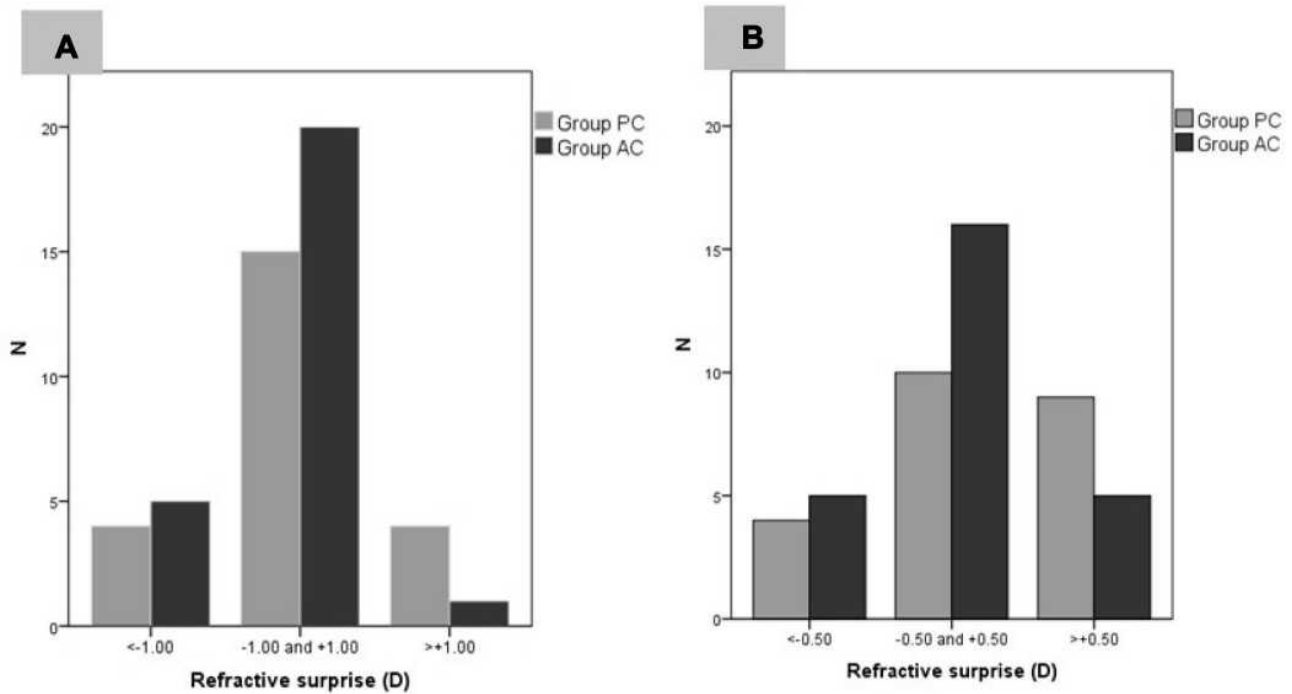 A
20
15
10
5
0
N
<-1.00
-1.00 and +1.00
>+1.00
Refractive surprise (D)
Group PC
Group AC
B
20
15
10
5
0
N
<-0.50
-0.50 and +0.50
>+0.50
Refractive surprise (D)
Group PC
Group AC